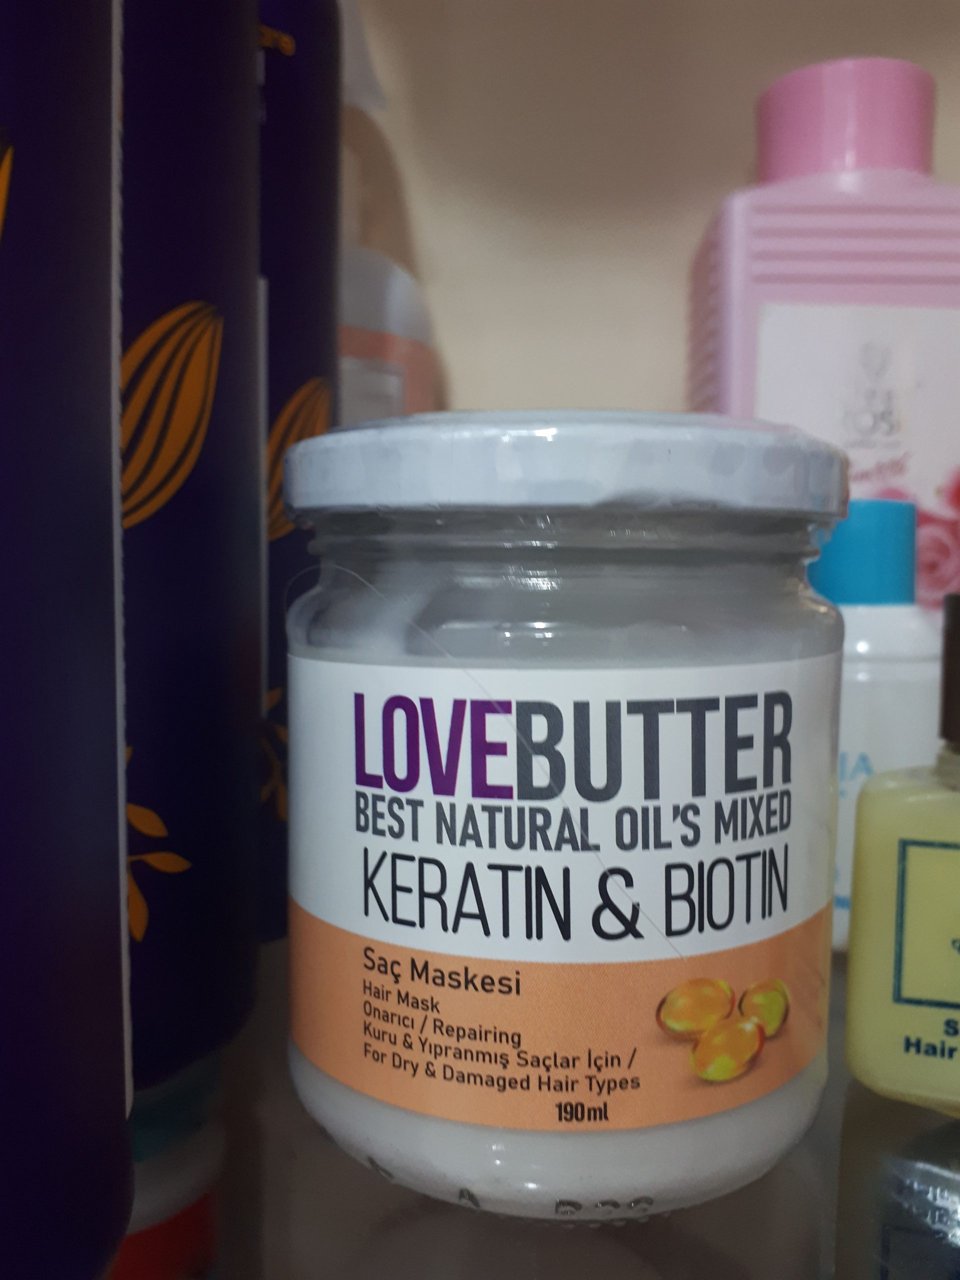 LOVEBUTTER
BEST NATURAL OIL'S MIXED
KERATIN & BIOTIN
Saç Maskesi
Hair Mask
Onarıcı / Repairing
Kuru & Yıpranmış Saçlar İçin /
For Dry & Damaged Hair Types
190ml
Hair